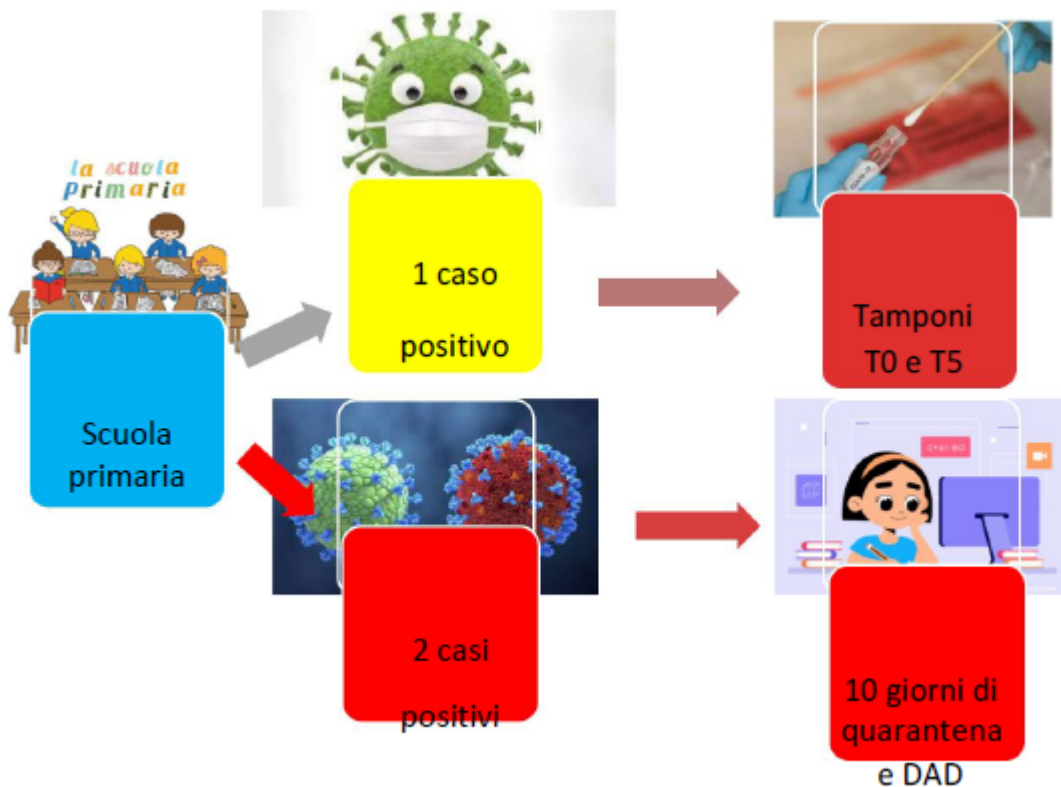 la scuola
primaria
Scuola
primaria
1 caso
positivo
Tamponi
T0 e T5
2 casi
positivi
10 giorni di
quarantena
e DAD